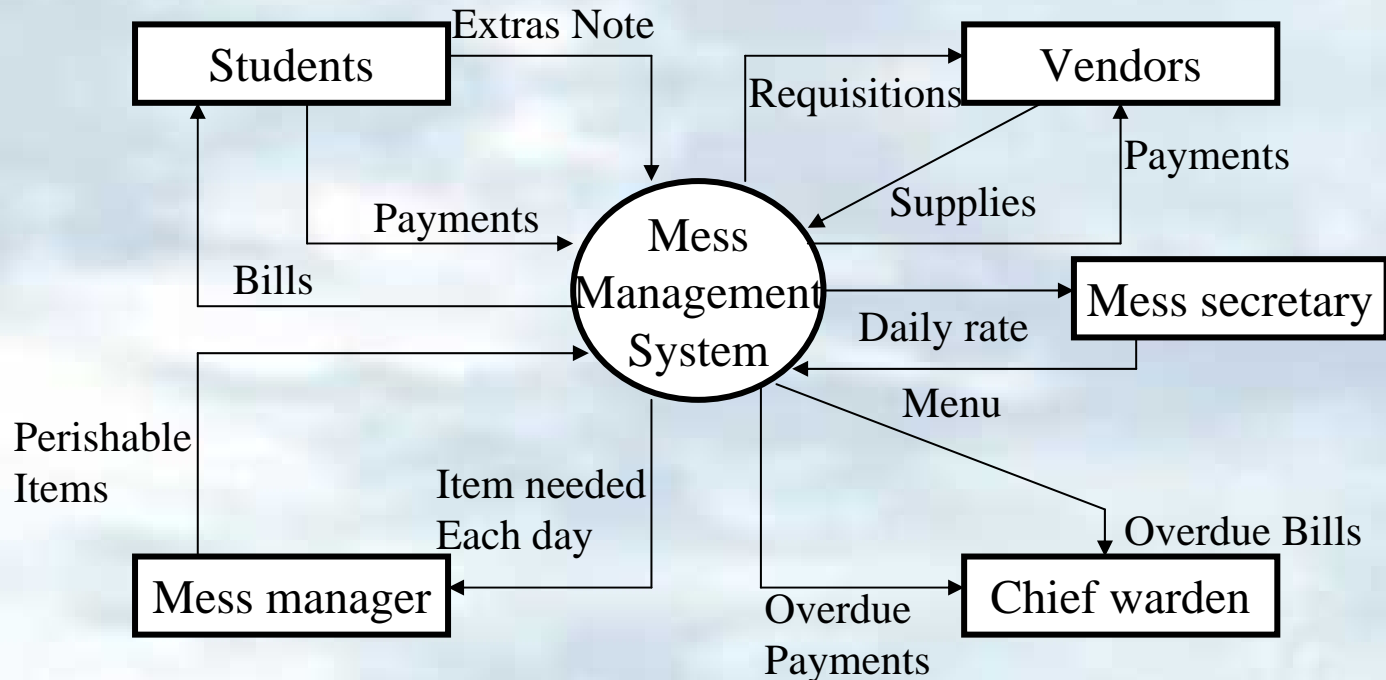 Extras Note
Students
Vendors
Requisitions
Payments
Supplies
Payments
Mess
Management
System
Bills
Mess secretary
Daily rate
Menu
Perishable
Items
Item needed
Each day
Overdue Bills
Mess manager
Chief warden
Overdue
Payments